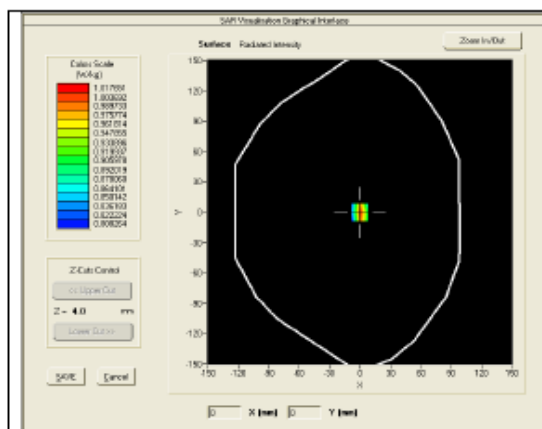 SAR Visualisation Graphical Interface
Surface Radiated Intensity
Zoom In/Out
Colors Scale
(W/kg)
1.017651
1.003692
0.989733
0.975774
0.961814
0.947855
0.933896
0.919937
0.905978
0.892019
0.878060
0.864101
0.850142
0.836183
0.822224
0.808264
150
120
90
60
30
0
-30
-60
-90
-120
-150
Y
-150 -120 -90 -60 -30 0 30 60 90 120 150
X
Z-Cuts Control
<< Upper Cut
Z = 4.0 mm
Lower Cut >>
SAVE Cancel
0 X (mm) 0 Y (mm)